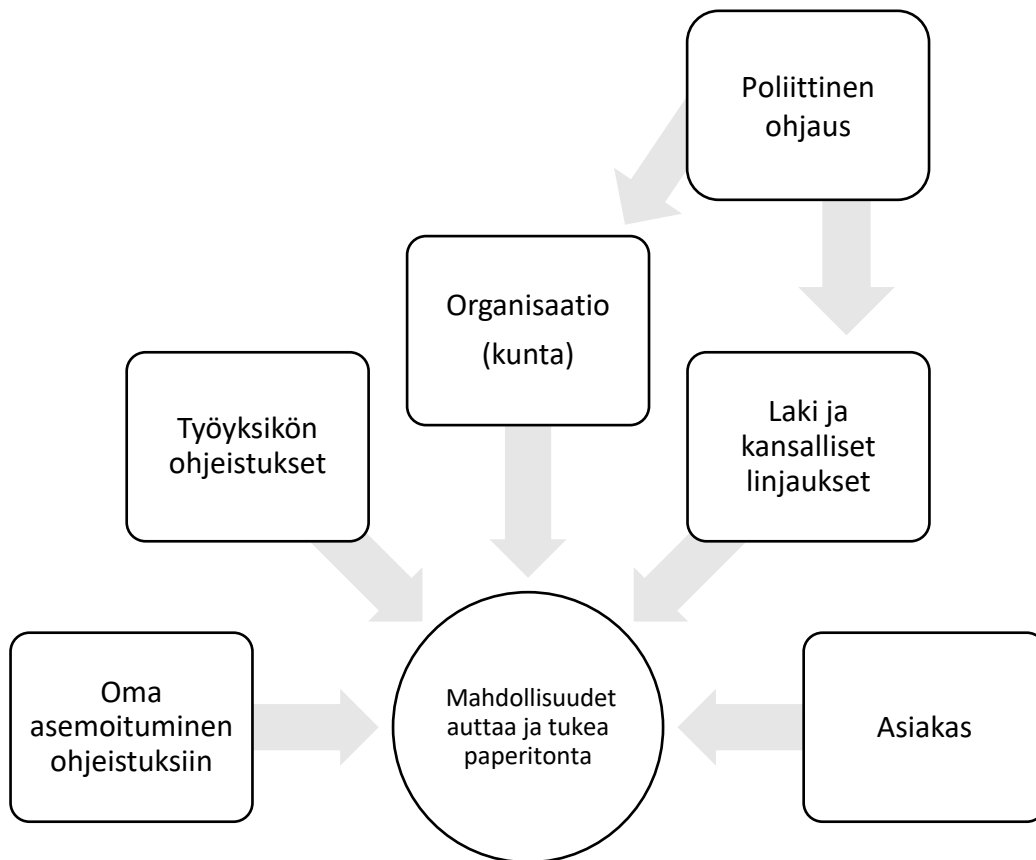 Poliittinen
ohjaus
Organisaatio
(kunta)
Työyksikön
ohjeistukset
Laki ja
kansalliset
linjaukset
Oma
asemoituminen
ohjeistuksiin
Mahdollisuudet
auttaa ja tukea
paperitonta
Asiakas